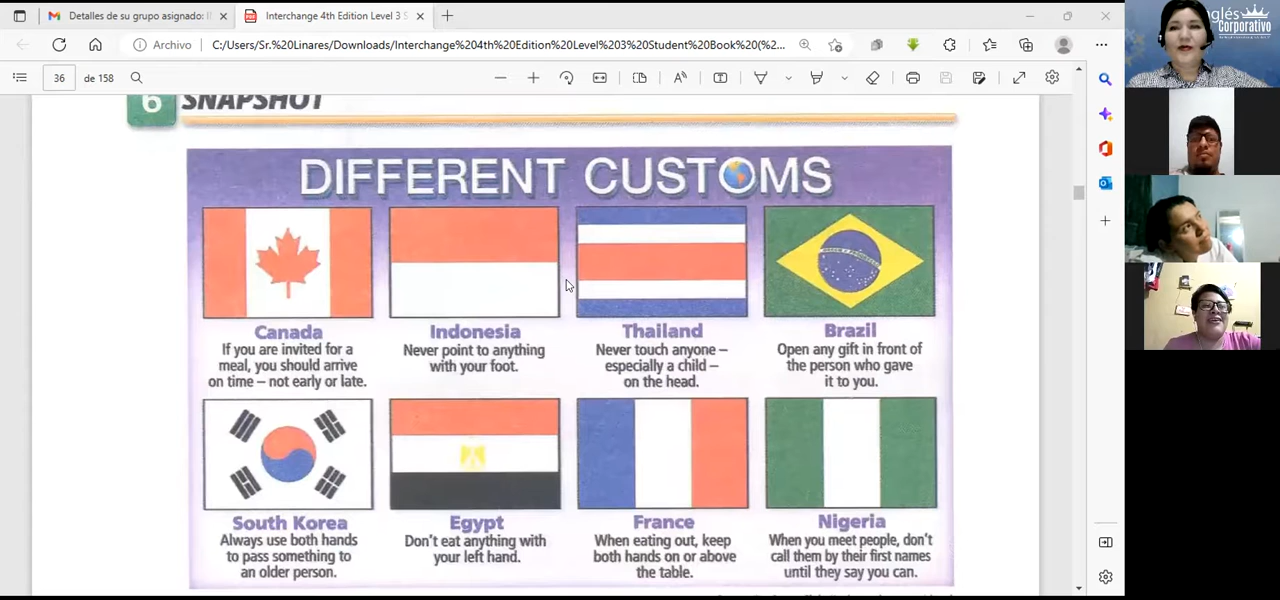 Detalles de su grupo asignado: I!
Interchange 4th Edition Level 3 S
Archivo
C:/Users/Sr.%20Linares/Downloads/Interchange%204th%20Edition%20Level%203%20Student%20Book%20(%...
36
de 158
6 SNAPSHOT
DIFFERENT CUSTOMS
Canada
If you are invited for a
meal, you should arrive
on time – not early or late.
Indonesia
Never point to anything
with your foot.
Thailand
Never touch anyone –
especially a child –
on the head.
Brazil
Open any gift in front of
the person who gave
it to you.
South Korea
Always use both hands
to pass something to
an older person.
Egypt
Don't eat anything with
your left hand.
France
When eating out, keep
both hands on or above
the table.
Nigeria
When you meet people, don't
call them by their first names
until they say you can.
nglés
Corporativo